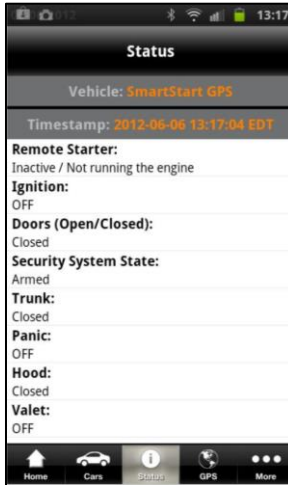 13:17
Status
Vehicle: SmartStart GPS
Timestamp: 2012-06-06 13:17:04 EDT
Remote Starter:
Inactive / Not running the engine
Ignition:
OFF
Doors (Open/Closed):
Closed
Security System State:
Armed
Trunk:
Closed
Panic:
OFF
Hood:
Closed
Valet:
OFF
Home Cars Status GPS More